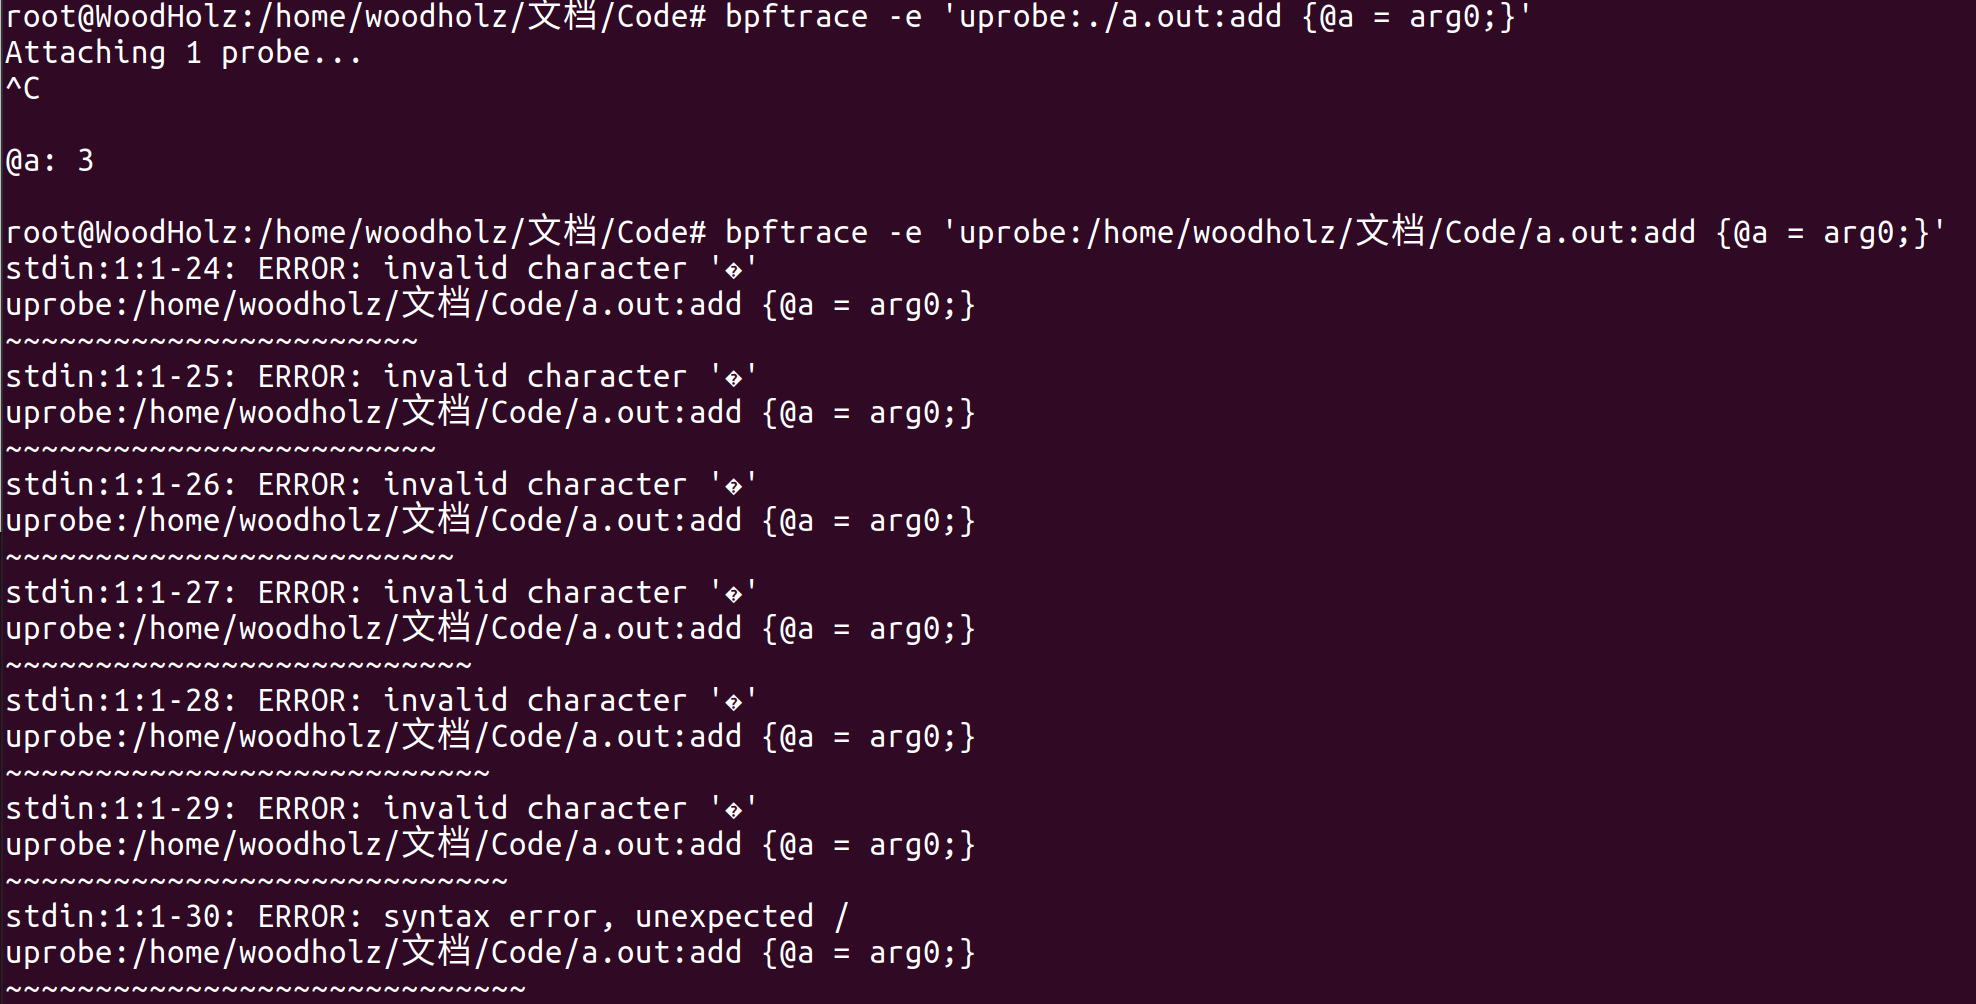 root@WoodHolz:/home/woodholz/文档/Code# bpftrace -e 'uprobe:./a.out:add {@a = arg0;}'
Attaching 1 probe...
^C
@a: 3
root@WoodHolz:/home/woodholz/文档/Code# bpftrace -e 'uprobe:/home/woodholz/文档/Code/a.out:add {@a = arg0;}'
stdin:1:1-24: ERROR: invalid character '�'
uprobe:/home/woodholz/文档/Code/a.out:add {@a = arg0;}
~~~~~~~~~~~~~~~~~~~~~~~
stdin:1:1-25: ERROR: invalid character '�'
uprobe:/home/woodholz/文档/Code/a.out:add {@a = arg0;}
~~~~~~~~~~~~~~~~~~~~~~~~
stdin:1:1-26: ERROR: invalid character '�'
uprobe:/home/woodholz/文档/Code/a.out:add {@a = arg0;}
~~~~~~~~~~~~~~~~~~~~~~~~~
stdin:1:1-27: ERROR: invalid character '�'
uprobe:/home/woodholz/文档/Code/a.out:add {@a = arg0;}
~~~~~~~~~~~~~~~~~~~~~~~~~~
stdin:1:1-28: ERROR: invalid character '�'
uprobe:/home/woodholz/文档/Code/a.out:add {@a = arg0;}
~~~~~~~~~~~~~~~~~~~~~~~~~~~
stdin:1:1-29: ERROR: invalid character '�'
uprobe:/home/woodholz/文档/Code/a.out:add {@a = arg0;}
~~~~~~~~~~~~~~~~~~~~~~~~~~~~
stdin:1:1-30: ERROR: syntax error, unexpected /
uprobe:/home/woodholz/文档/Code/a.out:add {@a = arg0;}
~~~~~~~~~~~~~~~~~~~~~~~~~~~~~